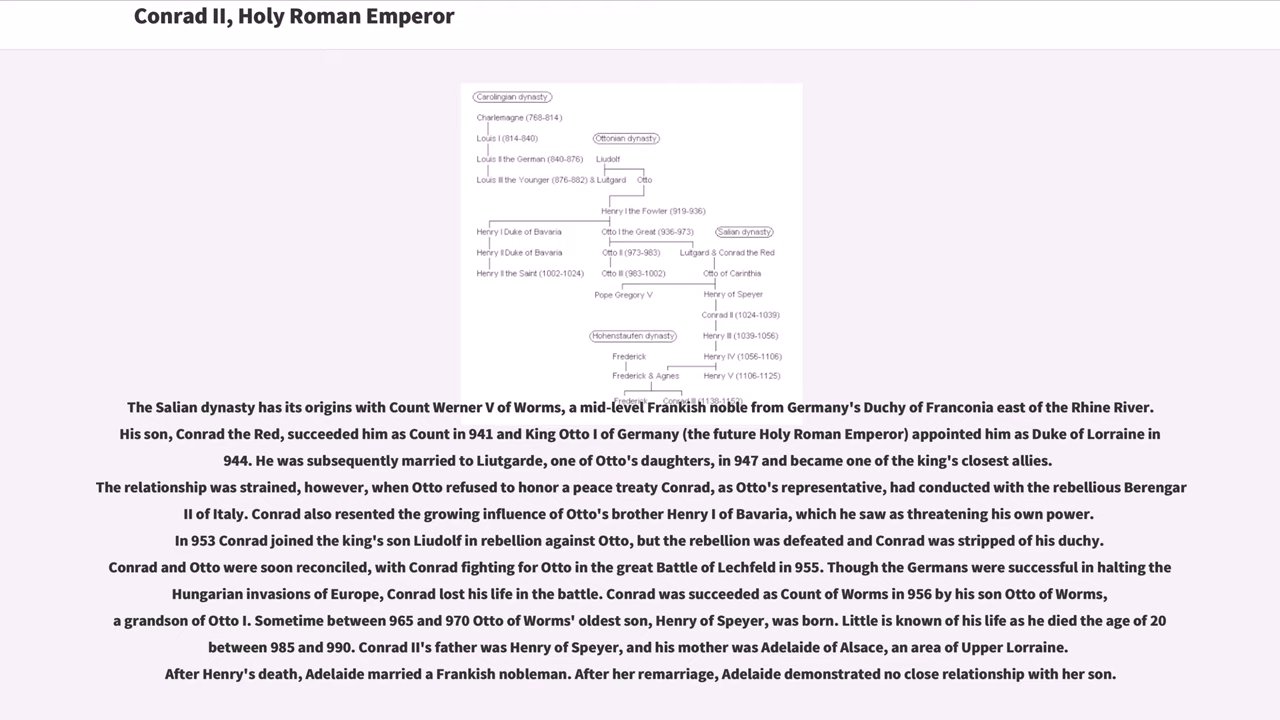 Conrad II, Holy Roman Emperor
Carolingian dynasty
Charlemagne (768-814)
Louis I (814-840)
Ottonian dynasty
Louis II the German (840-876)
Liudolf
Louis III the Younger (876-882) & Lutgard
Otto
Henry I the Fowler (919-936)
Henry I Duke of Bavaria
Otto I the Great (936-973)
Salian dynasty
Henry II Duke of Bavaria
Otto II (973-983)
Lutgard & Conrad the Red
Henry II the Saint (1002-1024)
Otto III (983-1002)
Otto of Carinthia
Pope Gregory V
Henry of Speyer
Conrad II (1024-1039)
Hohenstaufen dynasty
Henry III (1039-1056)
Frederick
Henry IV (1056-1106)
Frederick & Agnes
Henry V (1106-1125)
Frederick
Conrad III (1138-1152)
The Salian dynasty has its origins with Count Werner V of Worms, a mid-level Frankish noble from Germany's Duchy of Franconia east of the Rhine River.
His son, Conrad the Red, succeeded him as Count in 941 and King Otto I of Germany (the future Holy Roman Emperor) appointed him as Duke of Lorraine in
944. He was subsequently married to Liutgarde, one of Otto's daughters, in 947 and became one of the king's closest allies.
The relationship was strained, however, when Otto refused to honor a peace treaty Conrad, as Otto's representative, had conducted with the rebellious Berengar
II of Italy. Conrad also resented the growing influence of Otto's brother Henry I of Bavaria, which he saw as threatening his own power.
In 953 Conrad joined the king's son Liudolf in rebellion against Otto, but the rebellion was defeated and Conrad was stripped of his duchy.
Conrad and Otto were soon reconciled, with Conrad fighting for Otto in the great Battle of Lechfeld in 955. Though the Germans were successful in halting the
Hungarian invasions of Europe, Conrad lost his life in the battle. Conrad was succeeded as Count of Worms in 956 by his son Otto of Worms,
a grandson of Otto I. Sometime between 965 and 970 Otto of Worms' oldest son, Henry of Speyer, was born. Little is known of his life as he died the age of 20
between 985 and 990. Conrad II's father was Henry of Speyer, and his mother was Adelaide of Alsace, an area of Upper Lorraine.
After Henry's death, Adelaide married a Frankish nobleman. After her remarriage, Adelaide demonstrated no close relationship with her son.